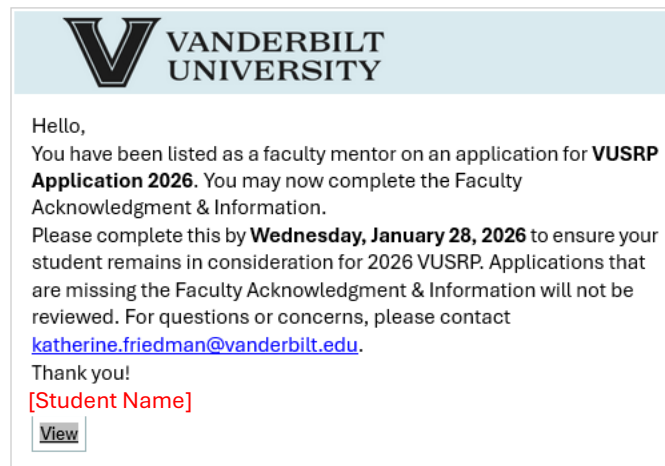 VANDERBILT
UNIVERSITY
Hello,
You have been listed as a faculty mentor on an application for VUSRP
Application 2026. You may now complete the Faculty
Acknowledgment & Information.
Please complete this by Wednesday, January 28, 2026 to ensure your
student remains in consideration for 2026 VUSRP. Applications that
are missing the Faculty Acknowledgment & Information will not be
reviewed. For questions or concerns, please contact
katherine.friedman@vanderbilt.edu.
Thank you!
[Student Name]
View